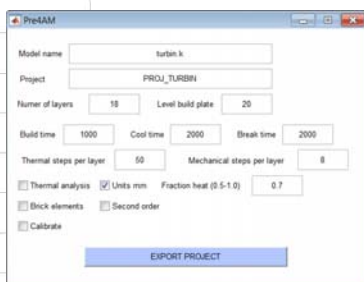 Pre4AM
Model name turbin.k
Project PROJ_TURBIN
Numer of layers 18 Level build plate 20
Build time 1000 Cool time 2000 Break time 2000
Thermal steps per layer 50 Mechanical steps per layer 8
Thermal analysis Units mm Fraction heat (0.5-1.0) 0.7
Brick elements Second order
Calibrate
EXPORT PROJECT